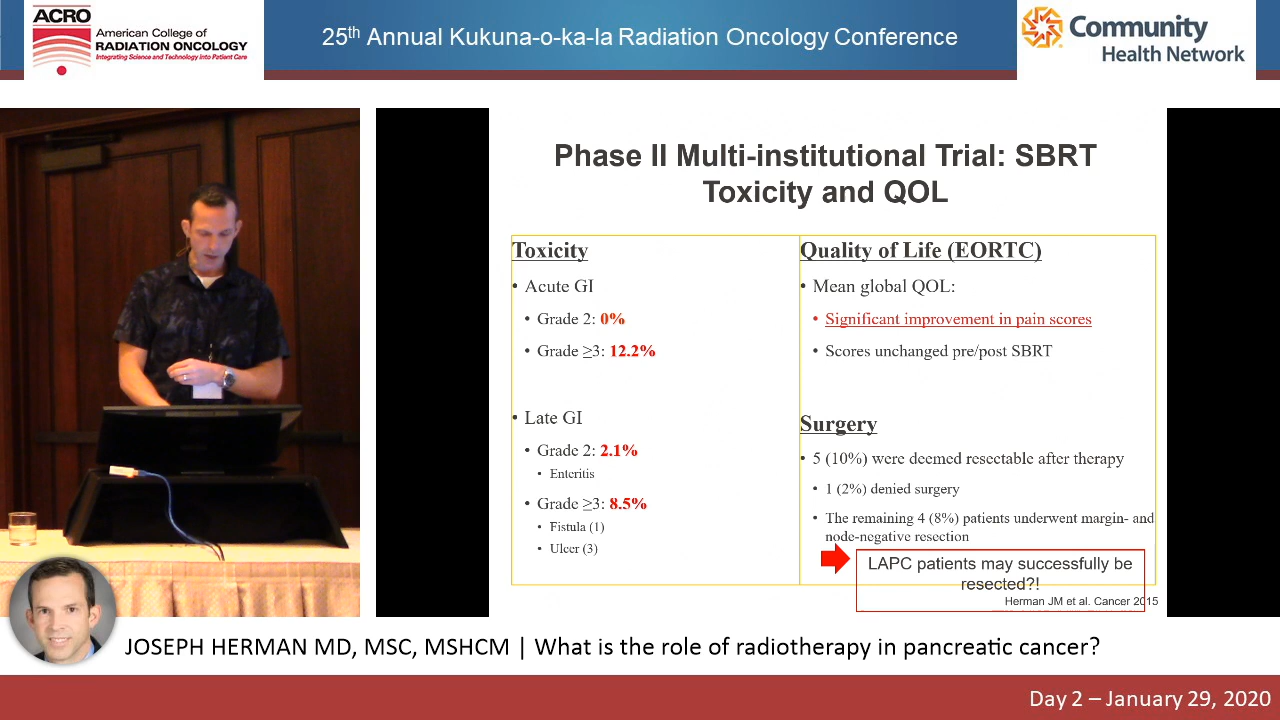 ACRO
American College of
RADIATION ONCOLOGY
Integrating Science and Technology Into Patient Care
25th Annual Kukuna-o-ka-la Radiation Oncology Conference
Community
Health Network
Phase II Multi-institutional Trial: SBRT
Toxicity and QOL
Toxicity
• Acute GI
• Grade 2: 0%
• Grade ≥3: 12.2%
• Late GI
• Grade 2: 2.1%
• Enteritis
• Grade ≥3: 8.5%
• Fistula (1)
• Ulcer (3)
Quality of Life (EORTC)
• Mean global QOL:
• Significant improvement in pain scores
• Scores unchanged pre/post SBRT
Surgery
• 5 (10%) were deemed resectable after therapy
• 1 (2%) denied surgery
• The remaining 4 (8%) patients underwent margin- and
node-negative resection
LAPC patients may successfully be
resected?!
Herman JM et al. Cancer 2015
JOSEPH HERMAN MD, MSC, MSHCM | What is the role of radiotherapy in pancreatic cancer?
Day 2 – January 29, 2020